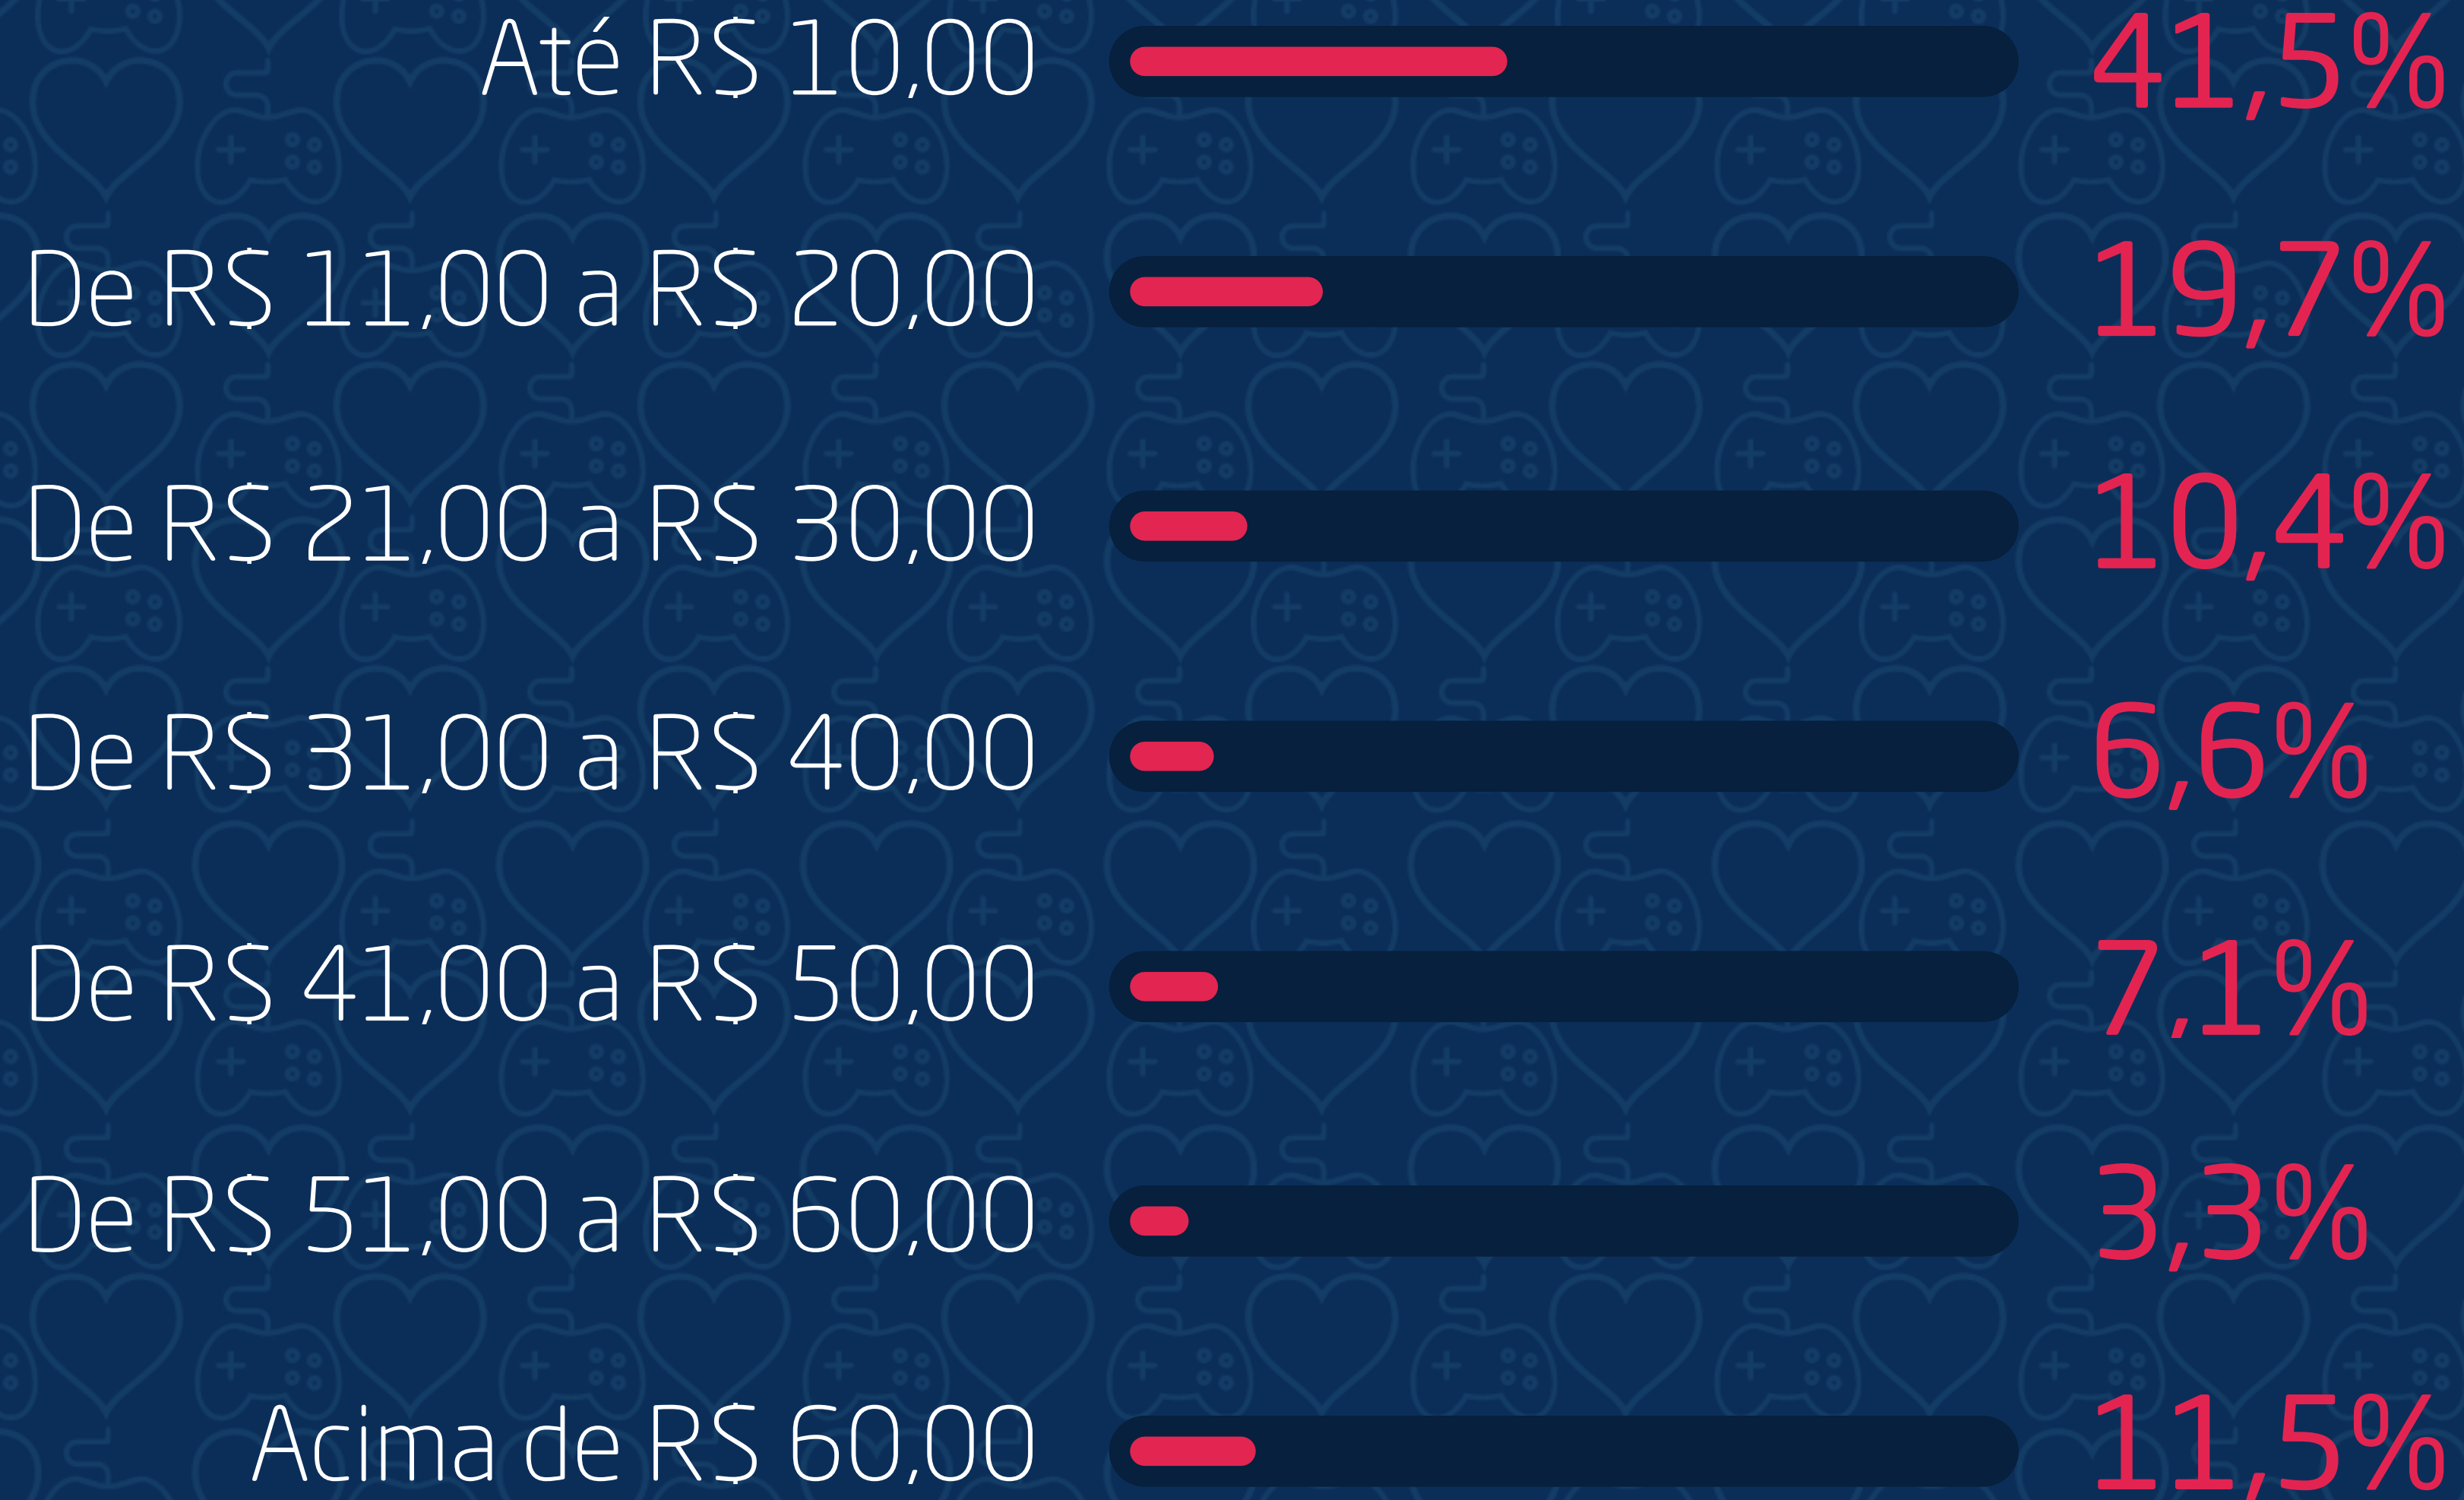 Até R$ 10,00 41,5%
De R$ 11,00 a R$ 20,00 19,7%
De R$ 21,00 a R$ 30,00 10,4%
De R$ 31,00 a R$ 40,00 6,6%
De R$ 41,00 a R$ 50,00 7,1%
De R$ 51,00 a R$ 60,00 3,3%
Acima de R$ 60,00 11,5%